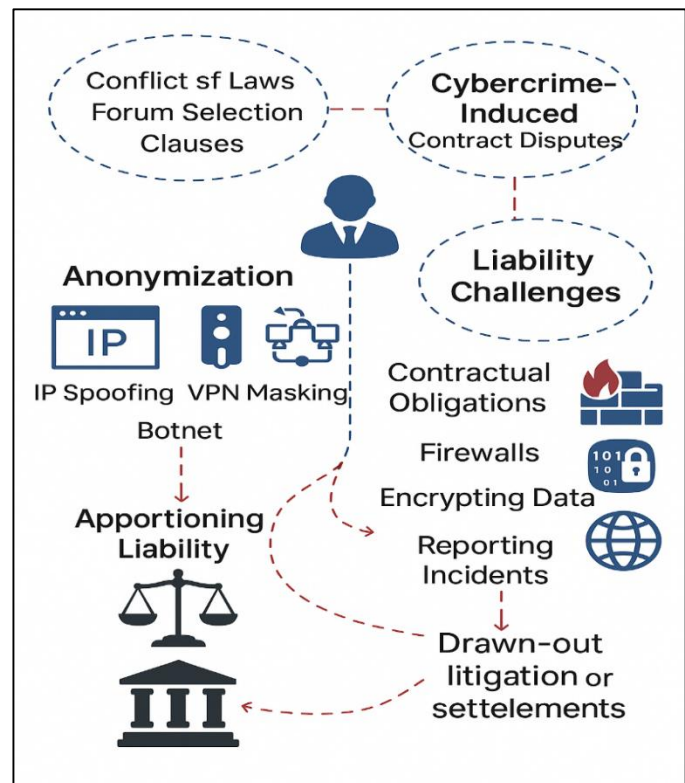 Conflict sf Laws
Forum Selection
Clauses
Cybercrime-
Induced
Contract Disputes
Liability
Challenges
Anonymization
IP
IP Spoofing
VPN Masking
Botnet
Apportioning
Liability
Contractual
Obligations
Firewalls
101
10
01
Encrypting Data
Reporting
Incidents
Drawn-out
litigation or
settelements